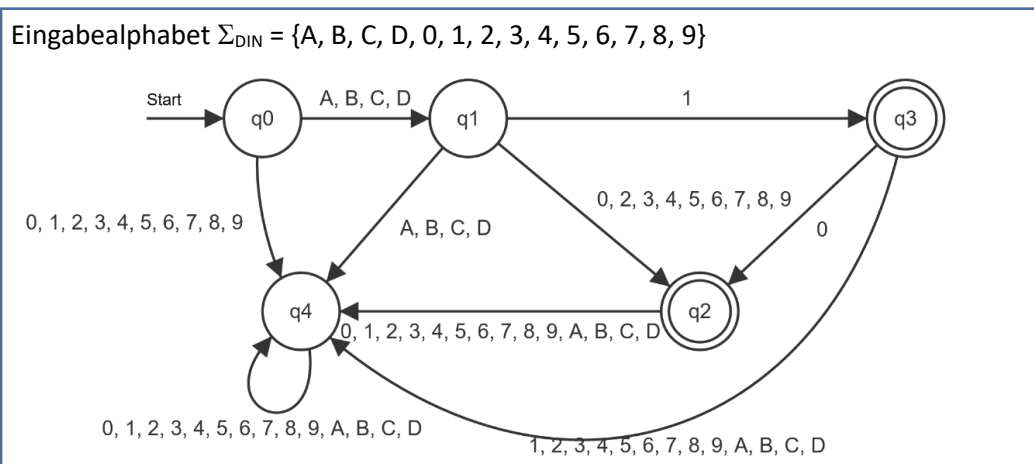 Eingabealphabet Σ_DIN = {A, B, C, D, 0, 1, 2, 3, 4, 5, 6, 7, 8, 9}
Start
q0
A, B, C, D
q1
1
q3
0, 1, 2, 3, 4, 5, 6, 7, 8, 9
A, B, C, D
0, 2, 3, 4, 5, 6, 7, 8, 9
0
q4
0, 1, 2, 3, 4, 5, 6, 7, 8, 9, A, B, C, D
q2
0, 1, 2, 3, 4, 5, 6, 7, 8, 9, A, B, C, D
1, 2, 3, 4, 5, 6, 7, 8, 9, A, B, C, D